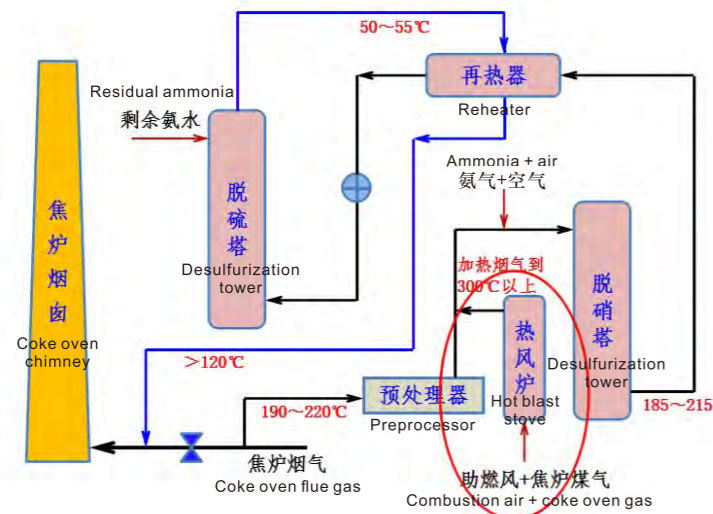 50～55℃
再热器
Reheater
Residual ammonia
剩余氨水
Ammonia + air
氨气+空气
焦炉烟囱
Coke oven
chimney
脱硫塔
Desulfurization
tower
加热烟气到
300℃以上
脱硝塔
Desulfurization
tower
热风炉
Hot blast
stove
>120℃
190～220℃
预处理器
Preprocessor
185～215
焦炉烟气
Coke oven flue gas
助燃风+焦炉煤气
Combustion air + coke oven gas